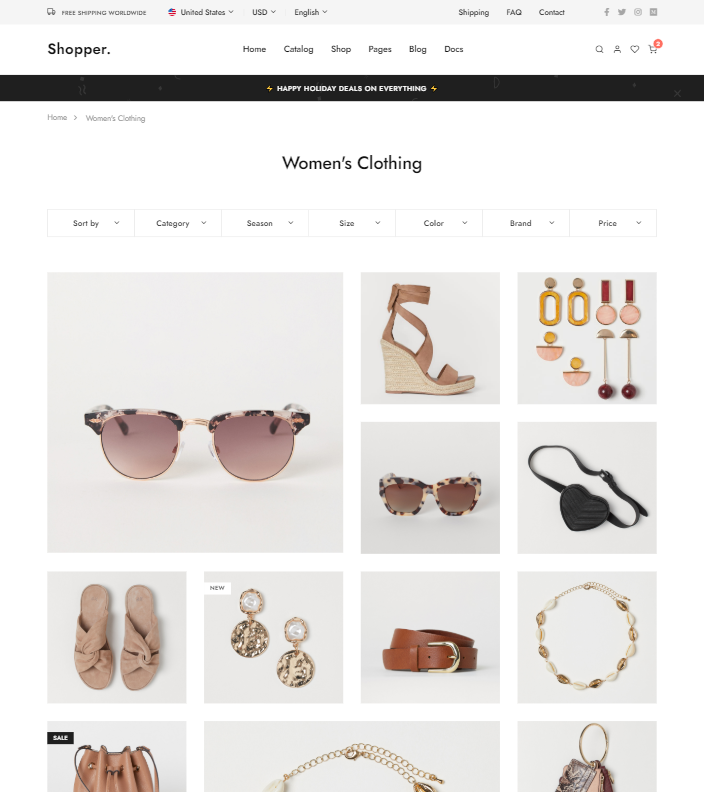 FREE SHIPPING WORLDWIDE United States USD English Shipping FAQ Contact
Shopper. Home Catalog Shop Pages Blog Docs 2
⚡ HAPPY HOLIDAY DEALS ON EVERYTHING ⚡
Home > Women's Clothing
Women's Clothing
Sort by Category Season Size Color Brand Price
NEW
SALE